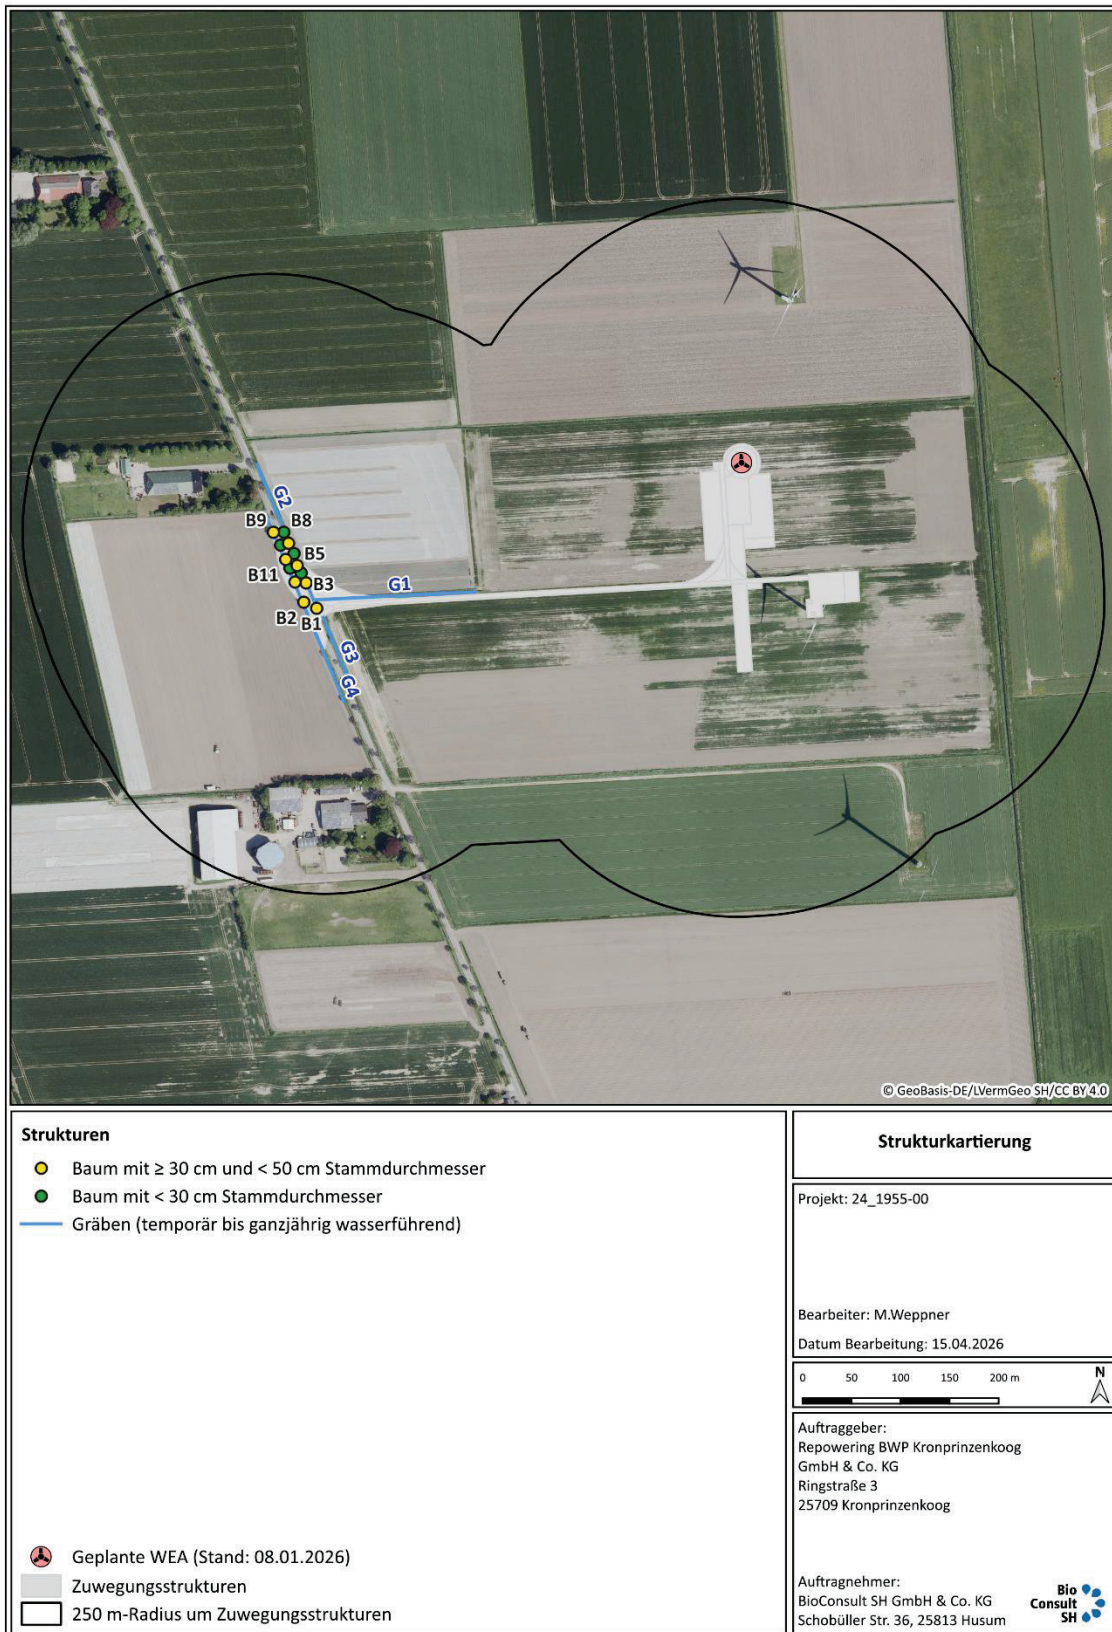 G2
B9
B8
B5
B11
B3
G1
B2
B1
G3
G4
© GeoBasis-DE/LVermGeo SH/CC BY 4.0
Strukturen
Baum mit ≥ 30 cm und < 50 cm Stammdurchmesser
Baum mit < 30 cm Stammdurchmesser
Gräben (temporär bis ganzjährig wasserführend)
Geplante WEA (Stand: 08.01.2026)
Zuwegungsstrukturen
250 m-Radius um Zuwegungsstrukturen
Strukturkartierung
Projekt: 24_1955-00
Bearbeiter: M.Weppner
Datum Bearbeitung: 15.04.2026
0 50 100 150 200 m
N
Auftraggeber:
Repowering BWP Kronprinzenkoog
GmbH & Co. KG
Ringstraße 3
25709 Kronprinzenkoog
Auftragnehmer:
BioConsult SH GmbH & Co. KG
Schobüller Str. 36, 25813 Husum
Bio
Consult
SH